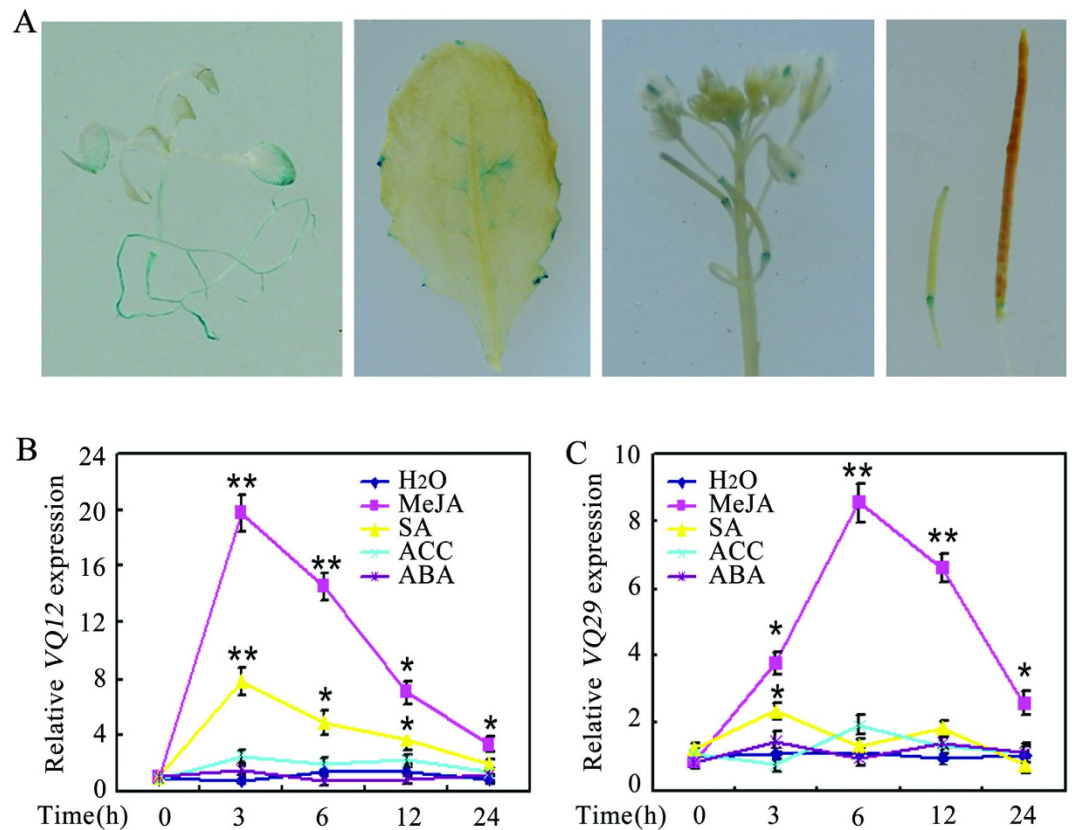 A
B
24
20
16
12
8
4
0
Relative VQ12 expression
**
**
*
*
**
*
*
H2O
MeJA
SA
ACC
ABA
Time(h) 0 3 6 12 24
C
10
8
6
4
2
0
Relative VQ29 expression
*
**
**
*
*
H2O
MeJA
SA
ACC
ABA
Time(h) 0 3 6 12 24